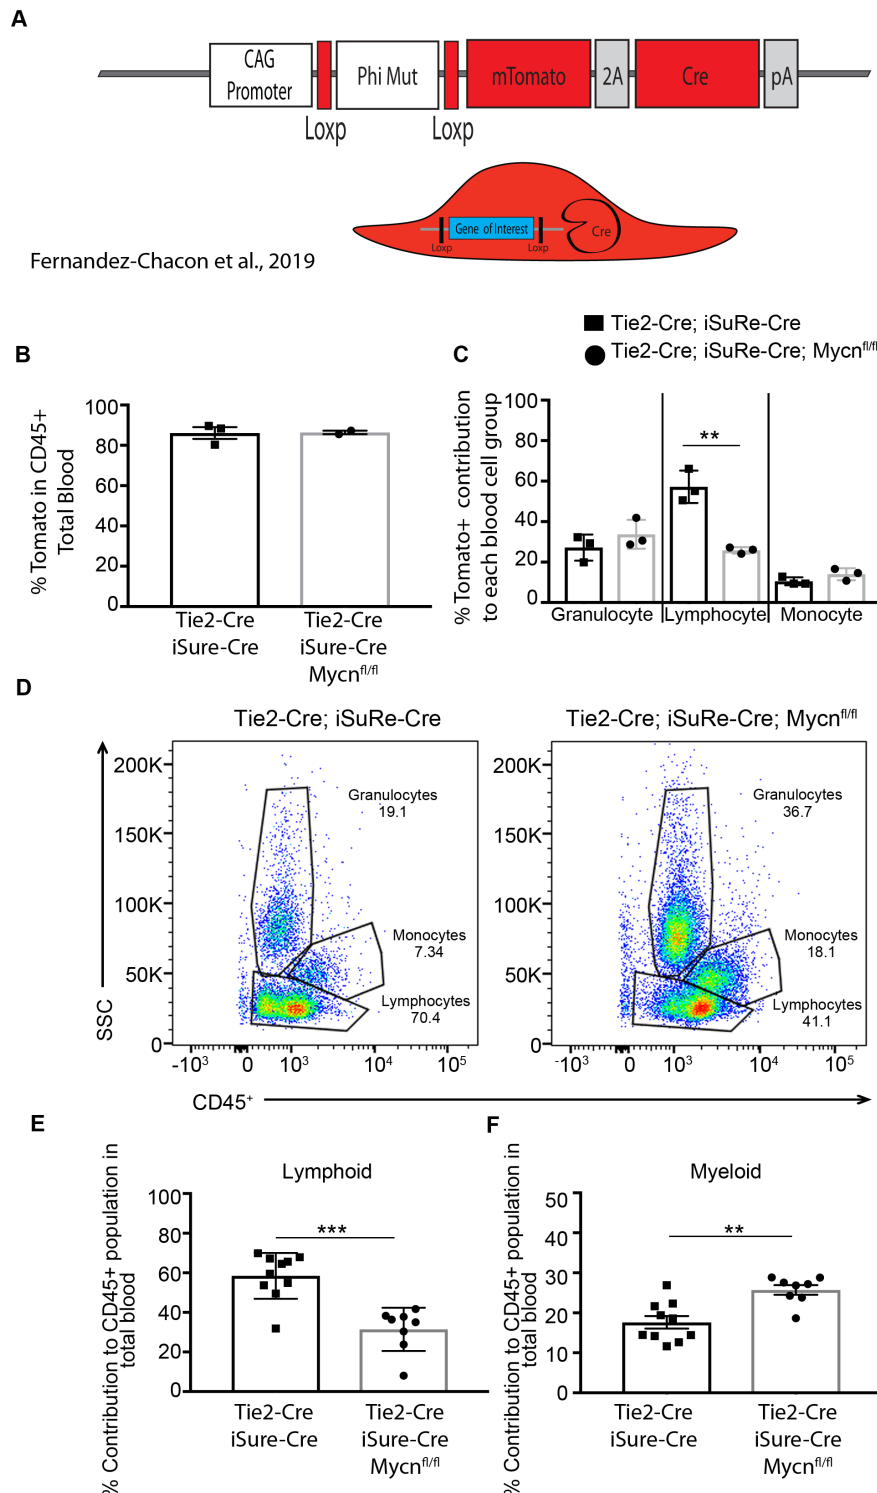 A
CAG
Promoter
Phi Mut
mTomato
2A
Cre
pA
Loxp
Loxp
Gene of Interest
Cre
Loxp
Loxp
Fernandez-Chacon et al., 2019
Tie2-Cre; iSuRe-Cre
Tie2-Cre; iSuRe-Cre; Mycnfl/fl
B
% Tomato in CD45+
Total Blood
100
80
60
40
20
0
Tie2-Cre
iSure-Cre
Tie2-Cre
iSure-Cre
Mycnfl/fl
C
% Tomato+ contribution
to each blood cell group
100
80
60
40
20
0
**
Granulocyte
Lymphocyte
Monocyte
D
Tie2-Cre; iSuRe-Cre
Tie2-Cre; iSuRe-Cre; Mycnfl/fl
SSC
200K
150K
100K
50K
0
Granulocytes
19.1
Monocytes
7.34
Lymphocytes
70.4
-10³
0
10³
10⁴
10⁵
200K
150K
100K
50K
0
Granulocytes
36.7
Monocytes
18.1
Lymphocytes
41.1
-10³
0
10³
10⁴
10⁵
CD45⁺
E
Lymphoid
% Contribution to CD45+ population in
total blood
100
80
60
40
20
0
***
Tie2-Cre
iSure-Cre
Tie2-Cre
iSure-Cre
Mycnfl/fl
F
Myeloid
% Contribution to CD45+ population in
total blood
50
40
30
20
10
0
**
Tie2-Cre
iSure-Cre
Tie2-Cre
iSure-Cre
Mycnfl/fl